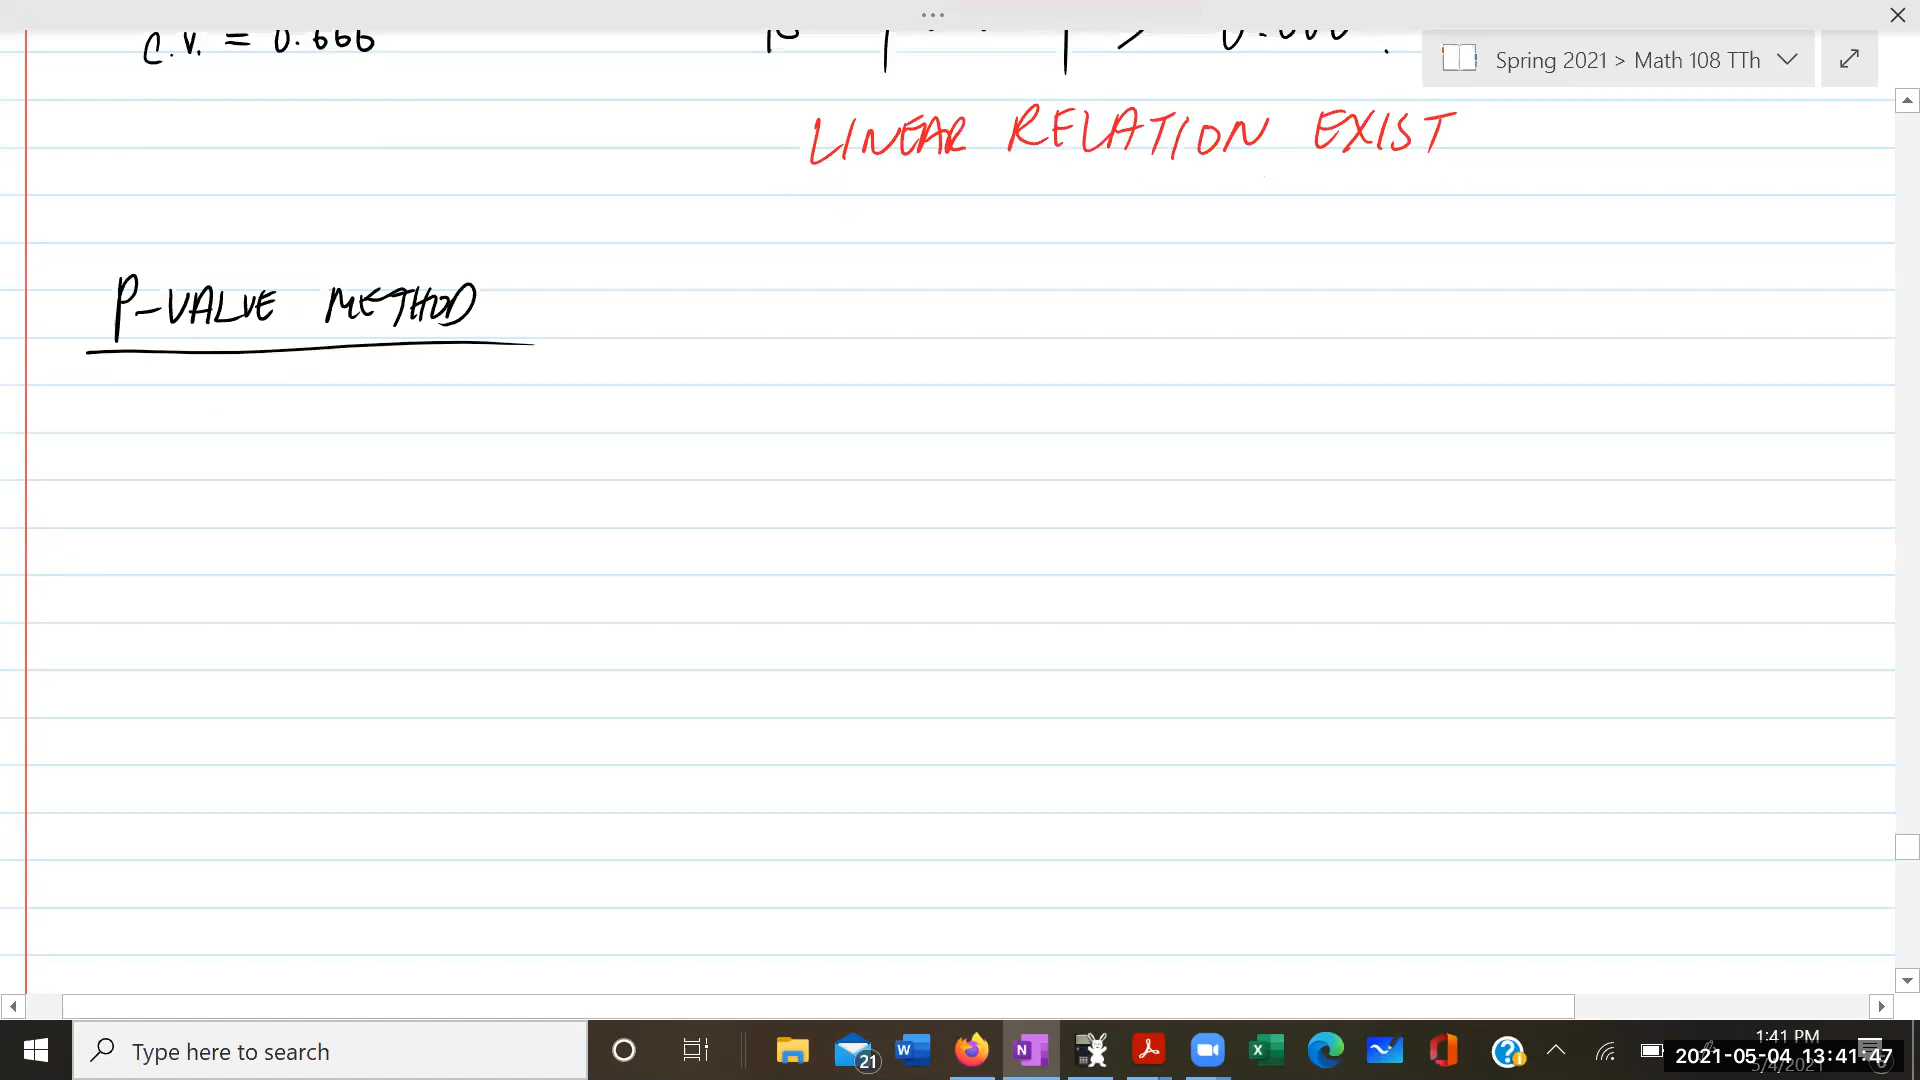 C.V. = 0.666
Spring 2021 > Math 108 TTh
LINEAR RELATION EXIST
P-VALUE METHOD
Type here to search
21
1:41 PM
2021-05-04 13:41:47